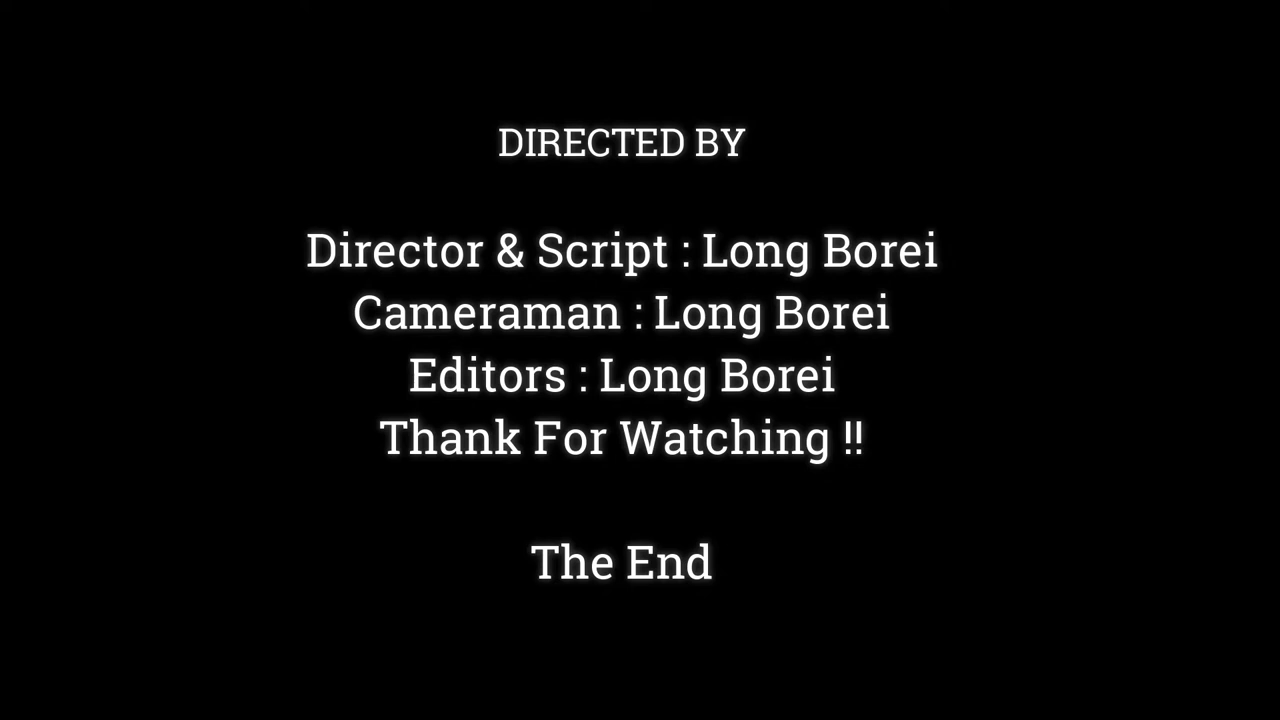 DIRECTED BY
Director & Script : Long Borei
Cameraman : Long Borei
Editors : Long Borei
Thank For Watching !!
The End